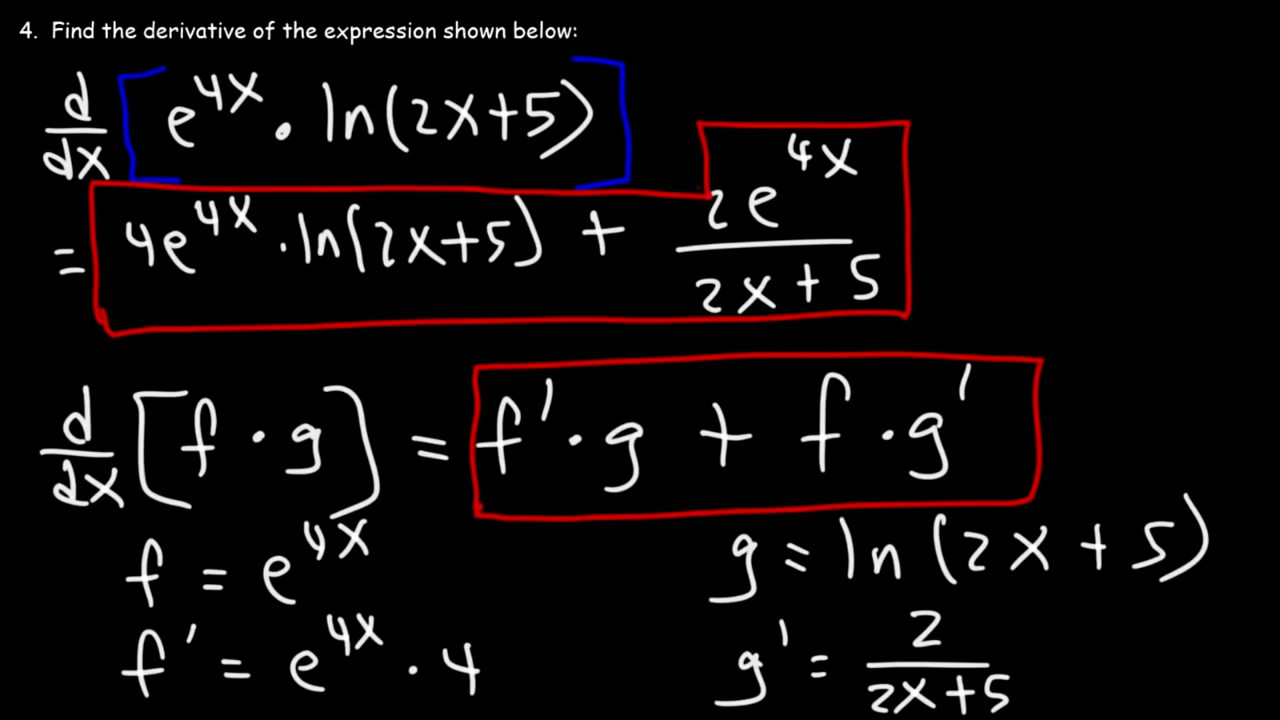 4. Find the derivative of the expression shown below:
d/dx [e^4x · ln(2x+5)]
= 4e^4x · ln(2x+5) + 2e^4x/2x+5
d/dx [f · g] = f' · g + f · g'
f = e^4x g = ln(2x+5)
f' = e^4x · 4 g' = 2/2x+5